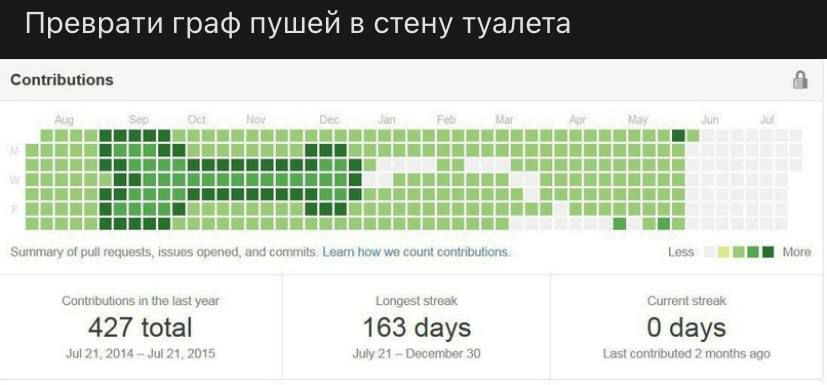 Преврати граф пушей в стену туалета
Contributions
Aug Sep Oct Nov Dec Jan Feb Mar Apr May Jun Jul
M
W
F
Summary of pull requests, issues opened, and commits. Learn how we count contributions. Less More
Contributions in the last year Longest streak Current streak
427 total 163 days 0 days
Jul 21, 2014 – Jul 21, 2015 July 21 – December 30 Last contributed 2 months ago